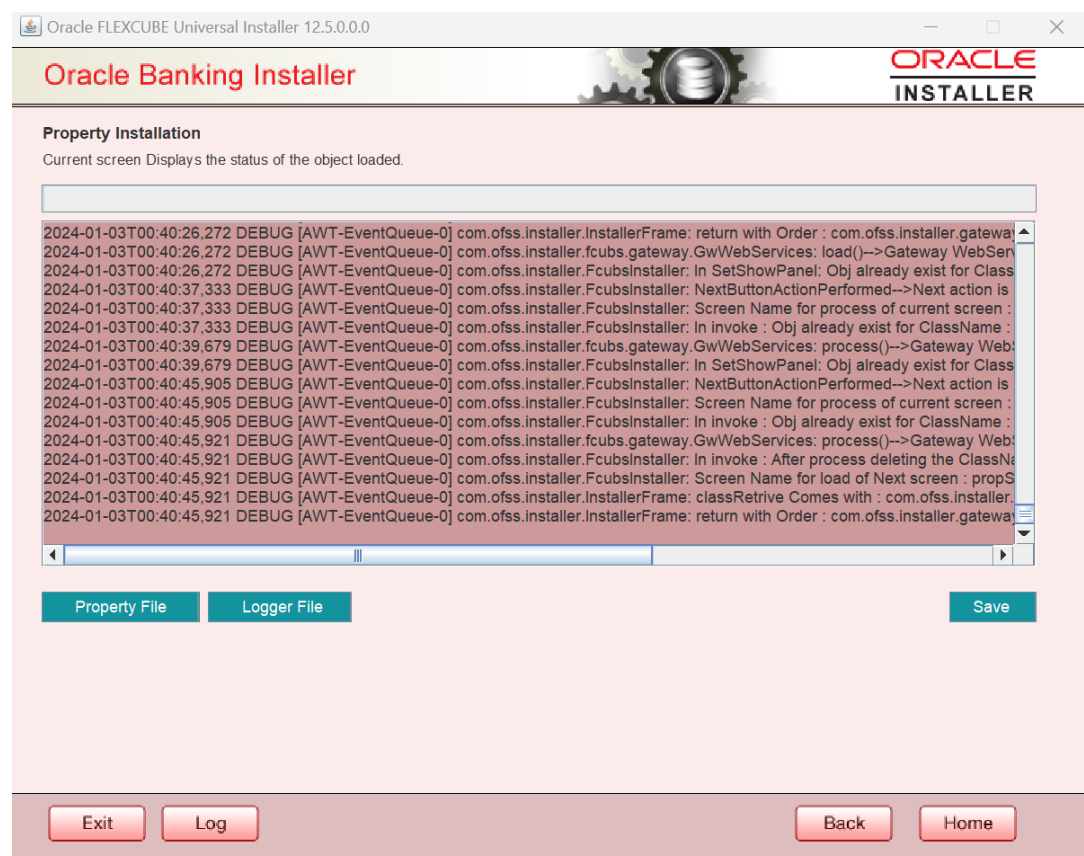 Oracle FLEXCUBE Universal Installer 12.5.0.0.0
Oracle Banking Installer
ORACLE
INSTALLER
Property Installation
Current screen Displays the status of the object loaded.
2024-01-03T00:40:26,272 DEBUG [AWT-EventQueue-0] com.ofss.installer.InstallerFrame: return with Order : com.ofss.installer.gateway
2024-01-03T00:40:26,272 DEBUG [AWT-EventQueue-0] com.ofss.installer.fcubs.gateway.GwWebServices: load()-->Gateway WebServ
2024-01-03T00:40:26,272 DEBUG [AWT-EventQueue-0] com.ofss.installer.FcubsInstaller: In SetShowPanel: Obj already exist for Class
2024-01-03T00:40:37,333 DEBUG [AWT-EventQueue-0] com.ofss.installer.FcubsInstaller: NextButtonActionPerformed-->Next action is
2024-01-03T00:40:37,333 DEBUG [AWT-EventQueue-0] com.ofss.installer.FcubsInstaller: Screen Name for process of current screen :
2024-01-03T00:40:37,333 DEBUG [AWT-EventQueue-0] com.ofss.installer.FcubsInstaller: In invoke : Obj already exist for ClassName :
2024-01-03T00:40:39,679 DEBUG [AWT-EventQueue-0] com.ofss.installer.fcubs.gateway.GwWebServices: process()-->Gateway WebS
2024-01-03T00:40:39,679 DEBUG [AWT-EventQueue-0] com.ofss.installer.FcubsInstaller: In SetShowPanel: Obj already exist for Class
2024-01-03T00:40:45,905 DEBUG [AWT-EventQueue-0] com.ofss.installer.FcubsInstaller: NextButtonActionPerformed-->Next action is
2024-01-03T00:40:45,905 DEBUG [AWT-EventQueue-0] com.ofss.installer.FcubsInstaller: Screen Name for process of current screen :
2024-01-03T00:40:45,905 DEBUG [AWT-EventQueue-0] com.ofss.installer.FcubsInstaller: In invoke : Obj already exist for ClassName :
2024-01-03T00:40:45,921 DEBUG [AWT-EventQueue-0] com.ofss.installer.fcubs.gateway.GwWebServices: process()-->Gateway WebS
2024-01-03T00:40:45,921 DEBUG [AWT-EventQueue-0] com.ofss.installer.FcubsInstaller: In invoke : After process deleting the ClassNa
2024-01-03T00:40:45,921 DEBUG [AWT-EventQueue-0] com.ofss.installer.FcubsInstaller: Screen Name for load of Next screen : propS
2024-01-03T00:40:45,921 DEBUG [AWT-EventQueue-0] com.ofss.installer.InstallerFrame: classRetrive Comes with : com.ofss.installer.
2024-01-03T00:40:45,921 DEBUG [AWT-EventQueue-0] com.ofss.installer.InstallerFrame: return with Order : com.ofss.installer.gateway
Property File Logger File Save
Exit Log Back Home